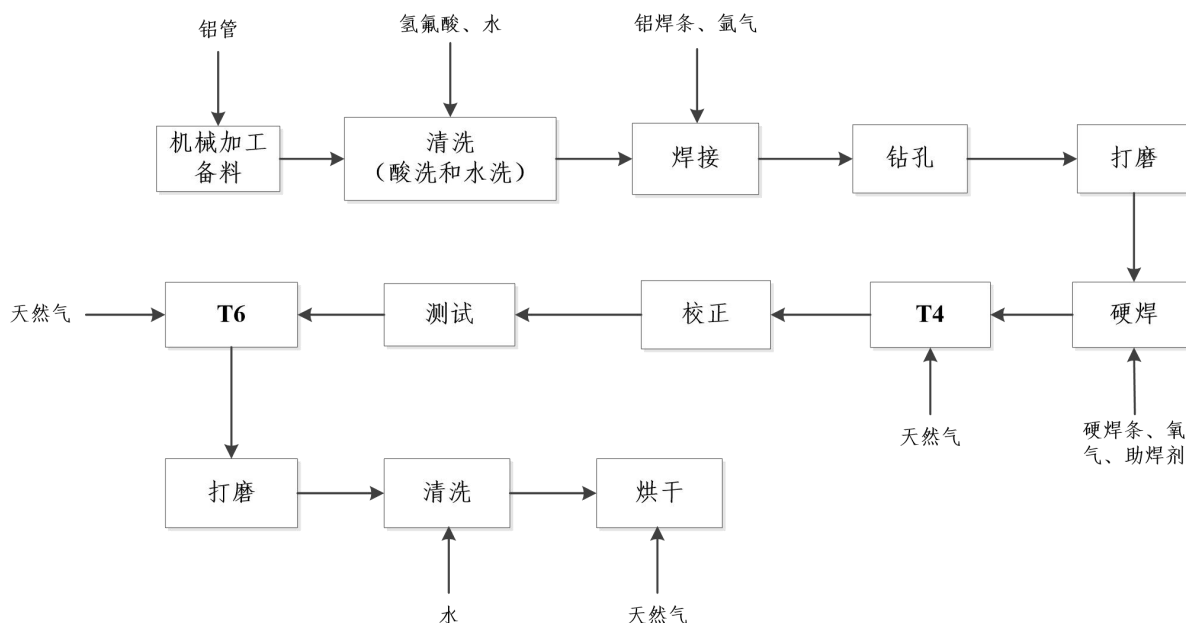 铝管
氢氟酸、水
铝焊条、氩气
机械加工
备料
清洗
（酸洗和水洗）
焊接
钻孔
打磨
天然气
T6
测试
校正
T4
硬焊
天然气
硬焊条、氧
气、助焊剂
打磨
清洗
烘干
水
天然气